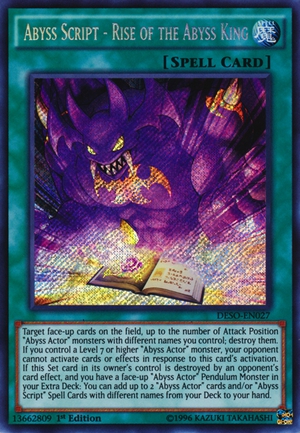 Abyss Script - Rise of the Abyss King
[SPELL CARD]
DESO-EN027
Target face-up cards on the field, up to the number of Attack Position
"Abyss Actor" monsters with different names you control; destroy them.
If you control a Level 7 or higher "Abyss Actor" monster, your opponent
cannot activate cards or effects in response to this card's activation.
If this Set card in its owner's control is destroyed by an opponent's
card effect, and you have a face-up "Abyss Actor" Pendulum Monster in
your Extra Deck: You can add up to 2 "Abyss Actor" cards and/or "Abyss
Script" Spell Cards with different names from your Deck to your hand.
13662809
1st Edition
©1996 KAZUKI TAKAHASHI